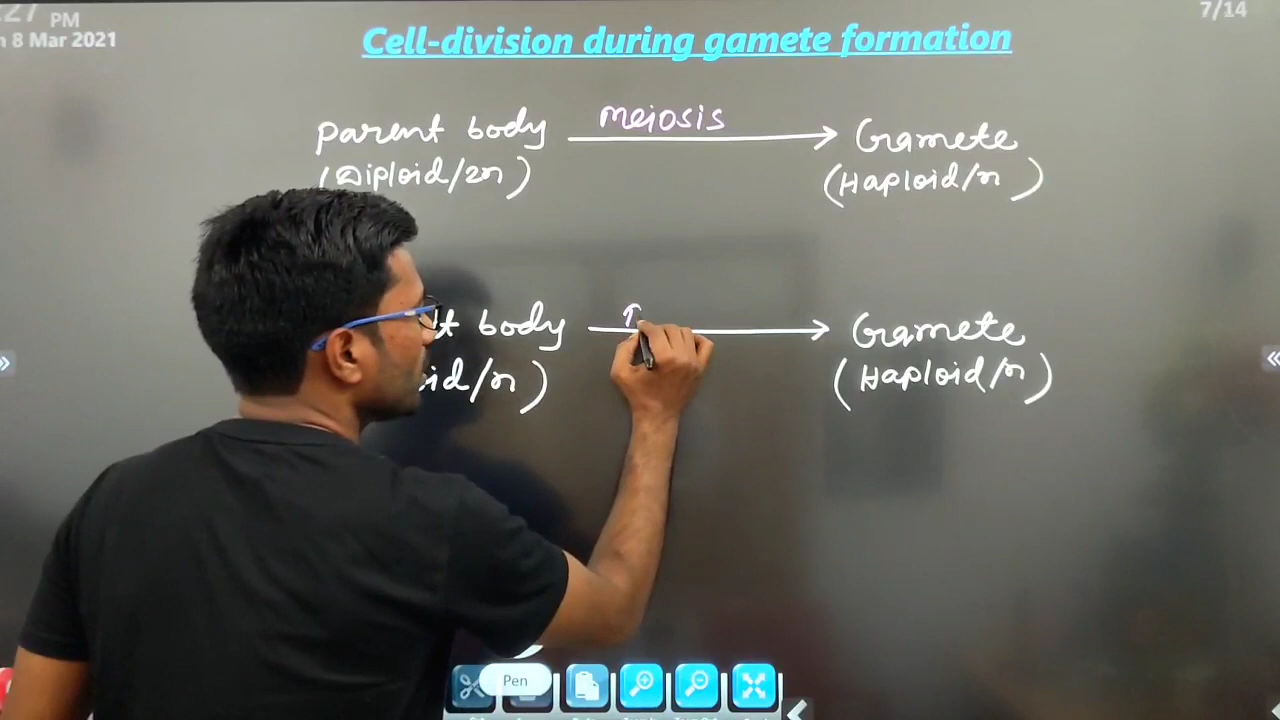 :27 PM
n 8 Mar 2021
7/14
Cell-division during gamete formation
Parent body meiosis Gamete
(Diploid/2n) (Haploid/n)
t body Gamete
oid/n) (Haploid/n)
Pen